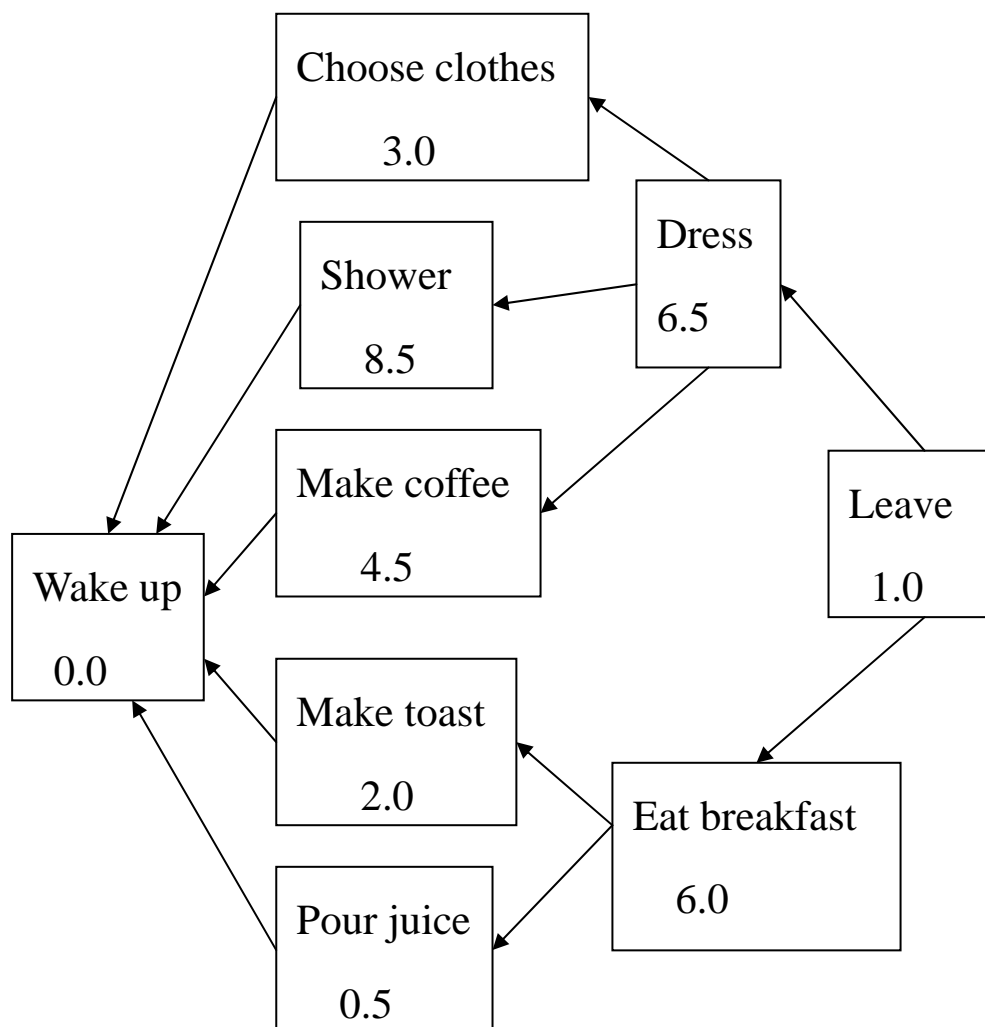 Choose clothes
3.0
Dress
6.5
Shower
8.5
Make coffee
4.5
Leave
1.0
Wake up
0.0
Make toast
2.0
Eat breakfast
6.0
Pour juice
0.5